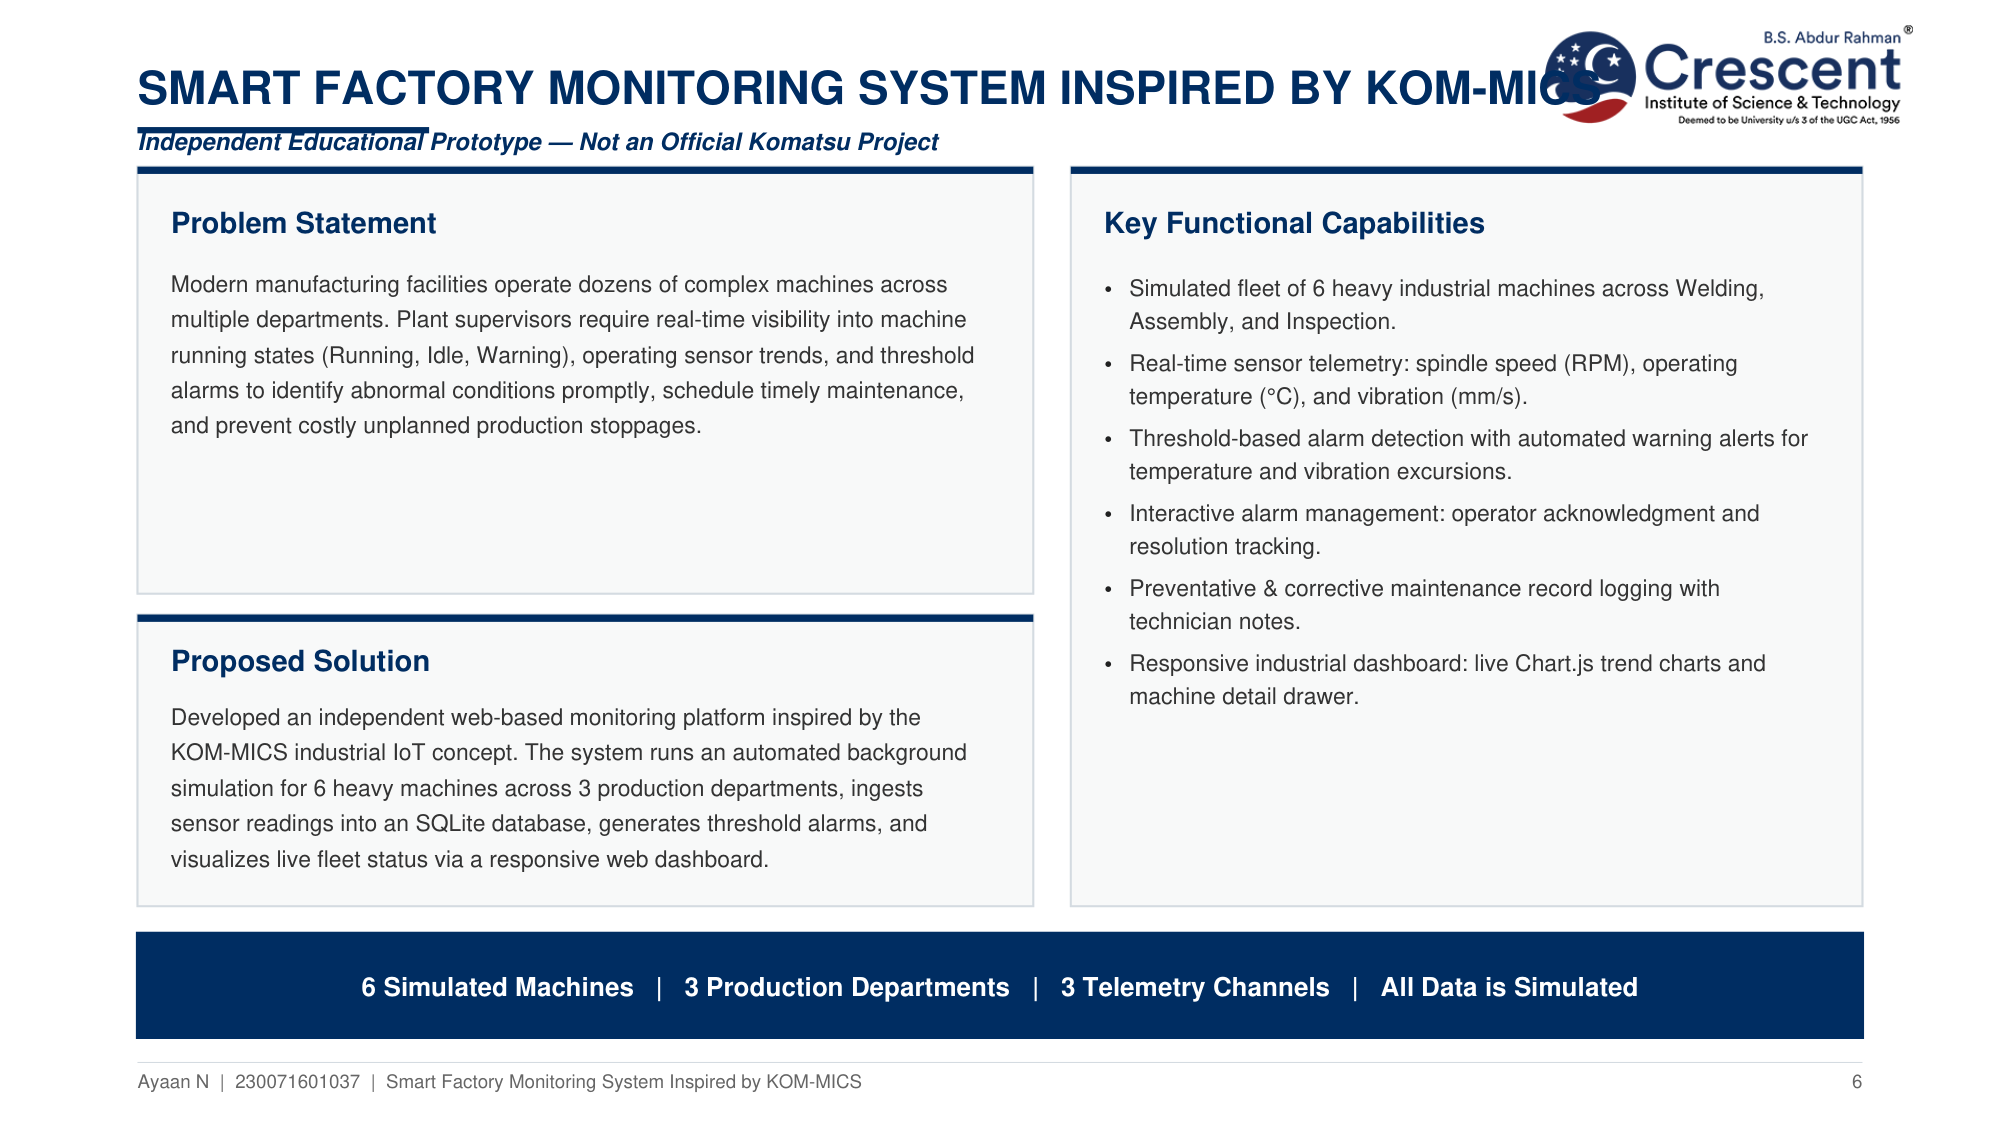 SMART FACTORY MONITORING SYSTEM INSPIRED BY KOM-MICS
B.S. Abdur Rahman®
Crescent
Institute of Science & Technology
Deemed to be University u/s 3 of the UGC Act, 1956
Independent Educational Prototype — Not an Official Komatsu Project
Problem Statement
Modern manufacturing facilities operate dozens of complex machines across
multiple departments. Plant supervisors require real-time visibility into machine
running states (Running, Idle, Warning), operating sensor trends, and threshold
alarms to identify abnormal conditions promptly, schedule timely maintenance,
and prevent costly unplanned production stoppages.
Proposed Solution
Developed an independent web-based monitoring platform inspired by the
KOM-MICS industrial IoT concept. The system runs an automated background
simulation for 6 heavy machines across 3 production departments, ingests
sensor readings into an SQLite database, generates threshold alarms, and
visualizes live fleet status via a responsive web dashboard.
Key Functional Capabilities
• Simulated fleet of 6 heavy industrial machines across Welding,
Assembly, and Inspection.
• Real-time sensor telemetry: spindle speed (RPM), operating
temperature (°C), and vibration (mm/s).
• Threshold-based alarm detection with automated warning alerts for
temperature and vibration excursions.
• Interactive alarm management: operator acknowledgment and
resolution tracking.
• Preventative & corrective maintenance record logging with
technician notes.
• Responsive industrial dashboard: live Chart.js trend charts and
machine detail drawer.
6 Simulated Machines | 3 Production Departments | 3 Telemetry Channels | All Data is Simulated
Ayaan N | 230071601037 | Smart Factory Monitoring System Inspired by KOM-MICS
6